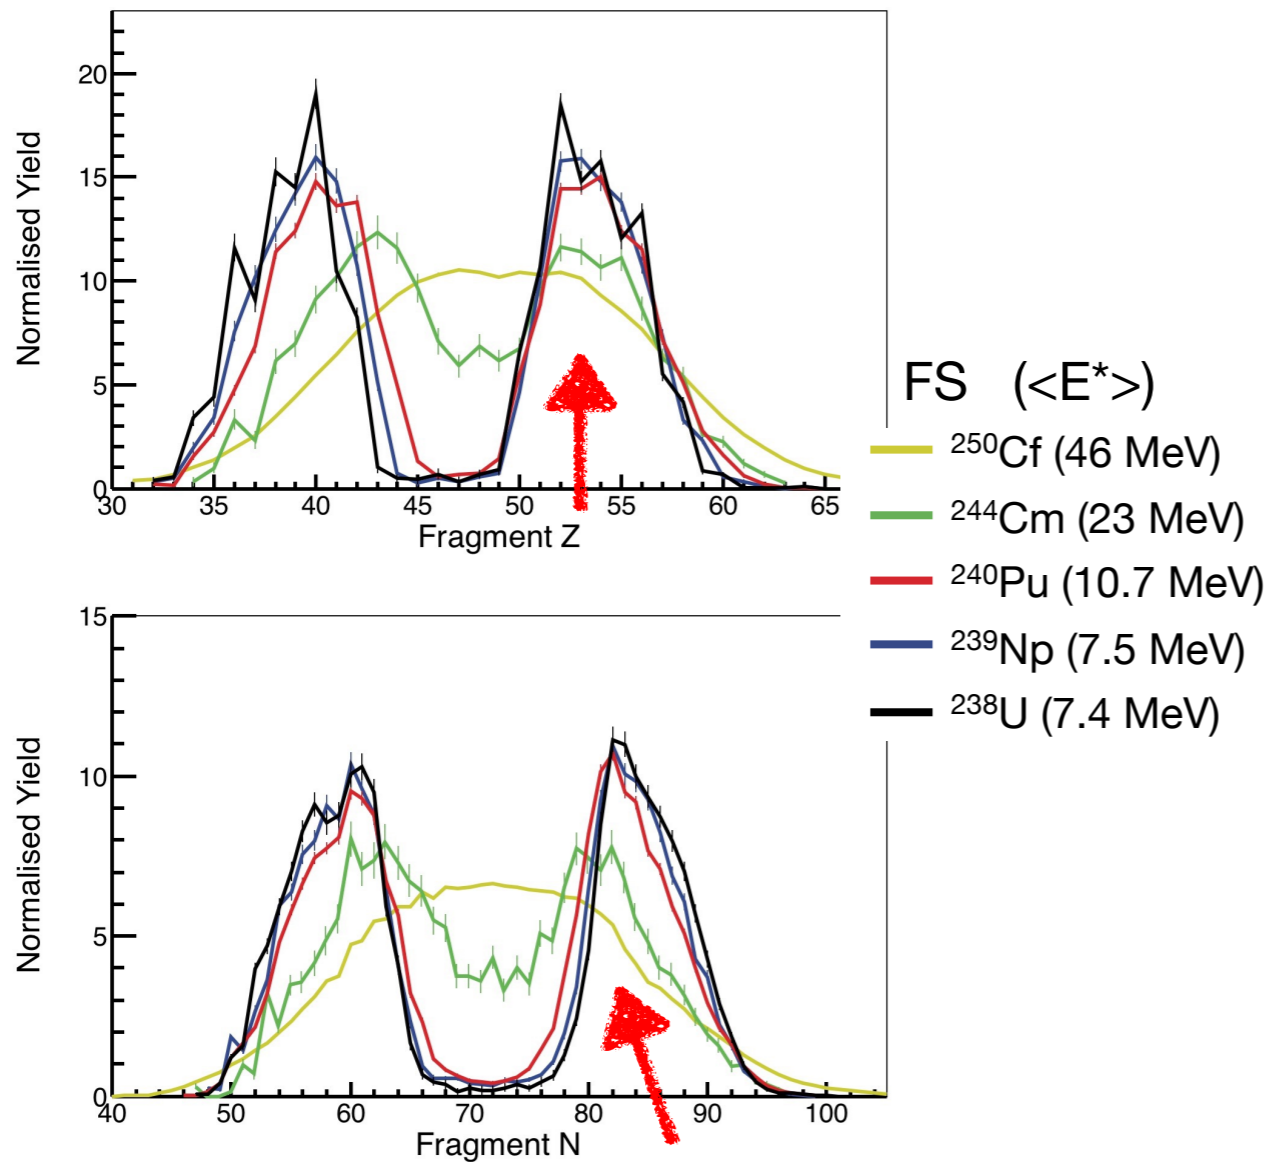 Normalised Yield
20
15
10
5
0
30 35 40 45 50 55 60 65
Fragment Z
FS (<E*>)
²⁵⁰Cf (46 MeV)
²⁴⁴Cm (23 MeV)
²⁴⁰Pu (10.7 MeV)
²³⁹Np (7.5 MeV)
²³⁸U (7.4 MeV)
Normalised Yield
15
10
5
0
40 50 60 70 80 90 100
Fragment N